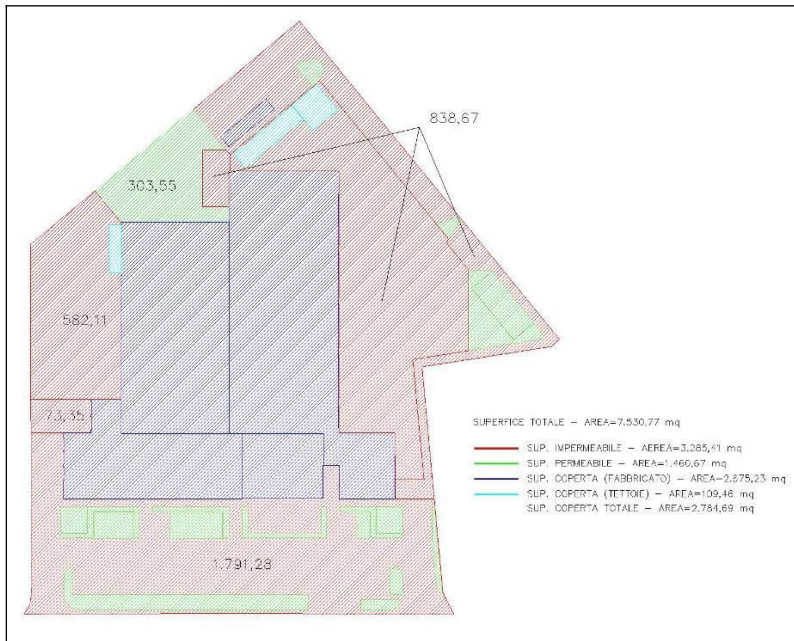 838,67
303,55
582,11
73,35
SUPERFICE TOTALE – AREA=7.530,77 mq
SUP. IMPERMEABILE – AEREA=3.285,41 mq
SUP. PERMEABILE – AREA=1.460,67 mq
SUP. COPERTA (FABBRICATO) – AREA=2.675,23 mq
SUP. COPERTA (TETTOIE) – AREA=109,46 mq
SUP. COPERTA TOTALE – AREA=2.784,69 mq
1.791,28